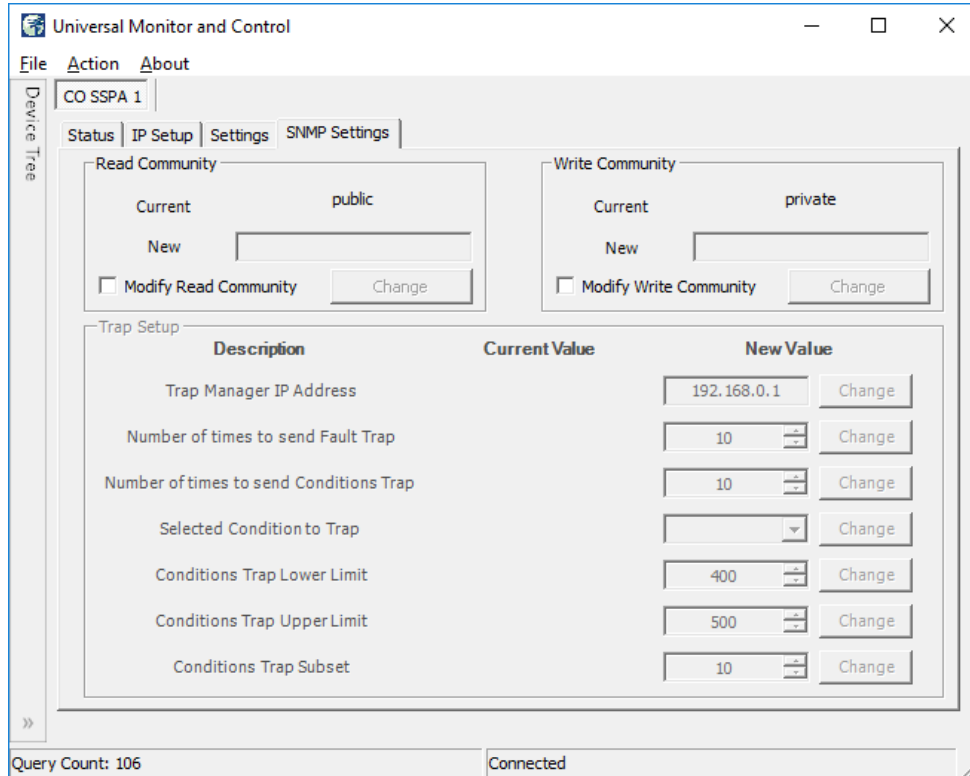 Universal Monitor and Control
File Action About
Device Tree
CO SSPA 1
Status IP Setup Settings SNMP Settings
Read Community
Current public
New
Modify Read Community Change
Write Community
Current private
New
Modify Write Community Change
Trap Setup
Description Current Value New Value
Trap Manager IP Address 192.168.0.1 Change
Number of times to send Fault Trap 10 Change
Number of times to send Conditions Trap 10 Change
Selected Condition to Trap Change
Conditions Trap Lower Limit 400 Change
Conditions Trap Upper Limit 500 Change
Conditions Trap Subset 10 Change
»
Query Count: 106 Connected